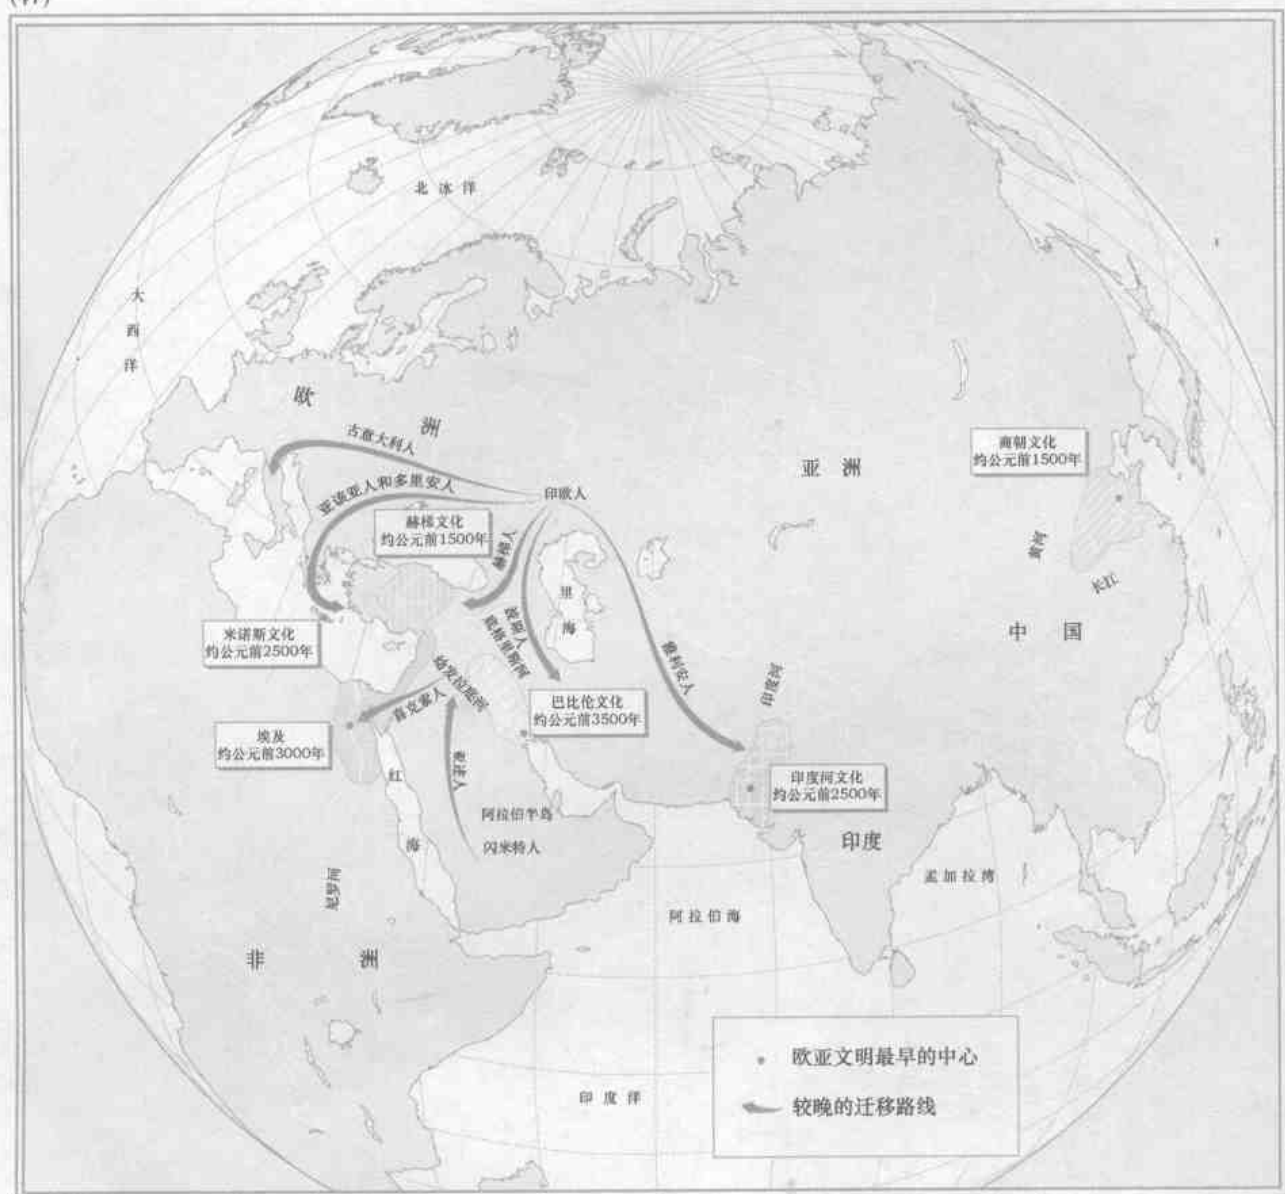 北冰洋
大西洋
欧洲
亚洲
古意大利人
亚该亚人和多里安人
印欧人
赫梯文化
约公元前1500年
赫梯人
里海
波斯人
底格里斯河
雅利安人
商朝文化
约公元前1500年
黄河
长江
中国
米诺斯文化
约公元前2500年
幼发拉底河
喜克索人
巴比伦文化
约公元前3500年
印度河
埃及
约公元前3000年
红海
阿拉伯半岛
闪米特人
印度河文化
约公元前2500年
印度
孟加拉湾
阿拉伯海
尼罗河
非洲
印度洋
欧亚文明最早的中心
较晚的迁移路线